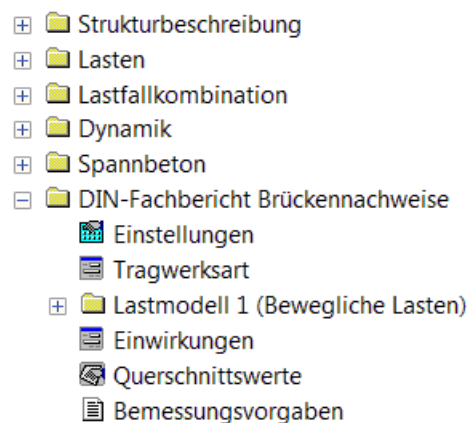 Strukturbeschreibung
Lasten
Lastfallkombination
Dynamik
Spannbeton
DIN-Fachbericht Brückennachweise
Einstellungen
Tragwerksart
Lastmodell 1 (Bewegliche Lasten)
Einwirkungen
Querschnittswerte
Bemessungsvorgaben